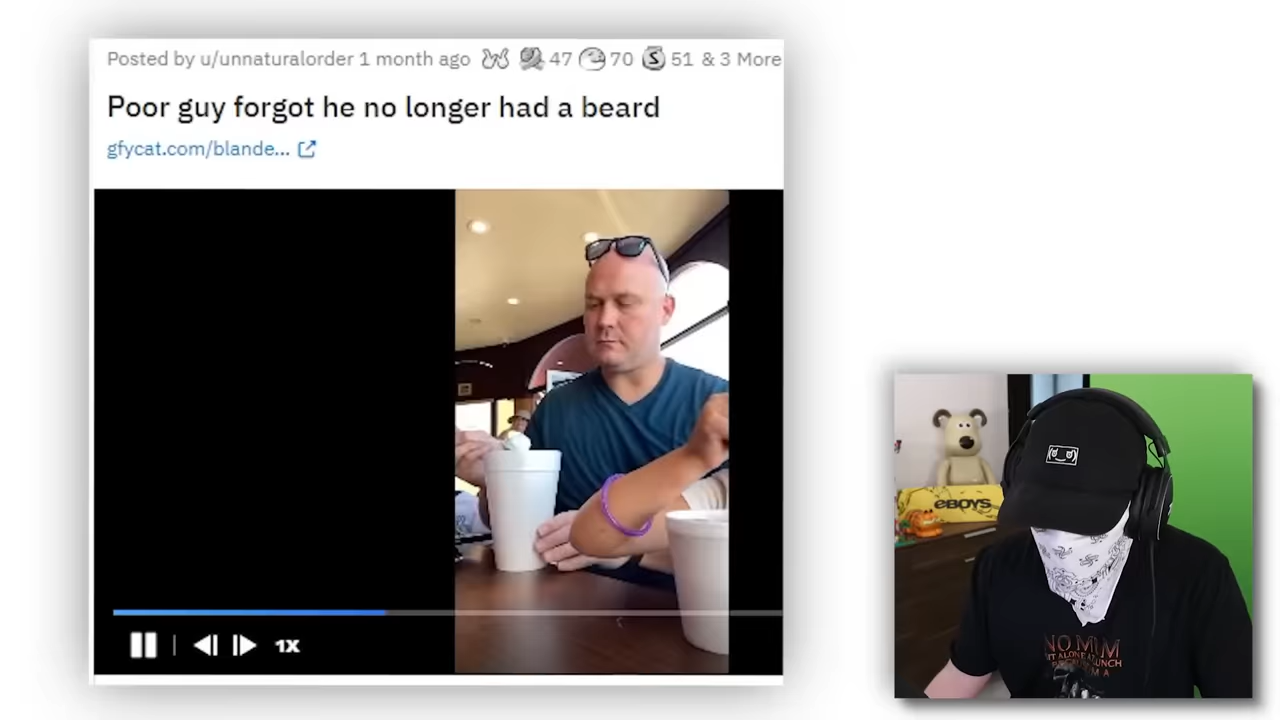 Posted by u/unnaturalorder 1 month ago 47 70 S 51 & 3 More
Poor guy forgot he no longer had a beard
gfycat.com/blande...
1X
eBOYS
NO MUM